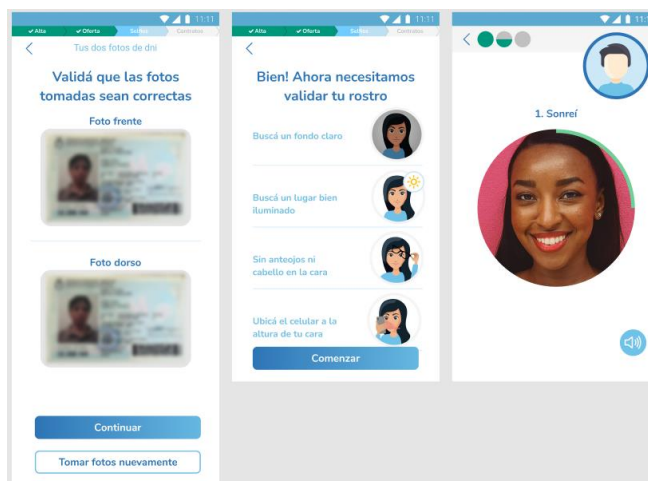 11:11
✓ Alta ✓ Oferta Selfies Contratos
Tus dos fotos de dni
Validá que las fotos
tomadas sean correctas
Foto frente
Foto dorso
Continuar
Tomar fotos nuevamente
11:11
✓ Alta ✓ Oferta Contratos
Bien! Ahora necesitamos
validar tu rostro
Buscá un fondo claro
Buscá un lugar bien
iluminado
Sin anteojos ni
cabello en la cara
Ubicá el celular a la
altura de tu cara
Comenzar
1. Sonreí